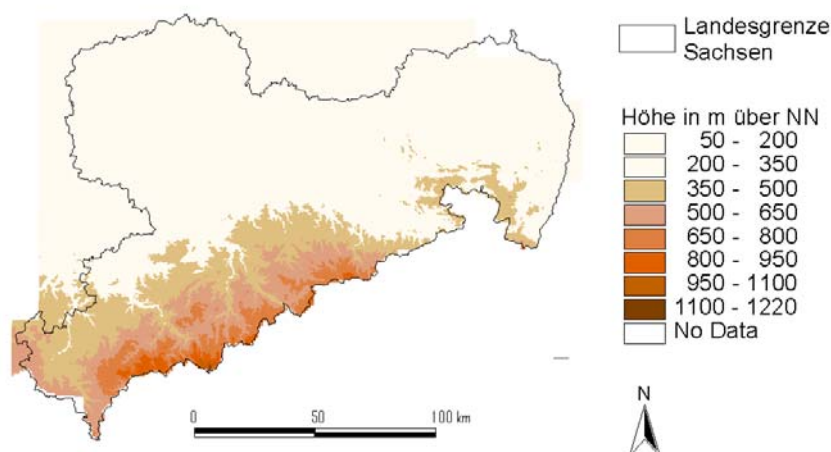 Landesgrenze
Sachsen
Höhe in m über NN
50 - 200
200 - 350
350 - 500
500 - 650
650 - 800
800 - 950
950 - 1100
1100 - 1220
No Data
0 50 100 km
N